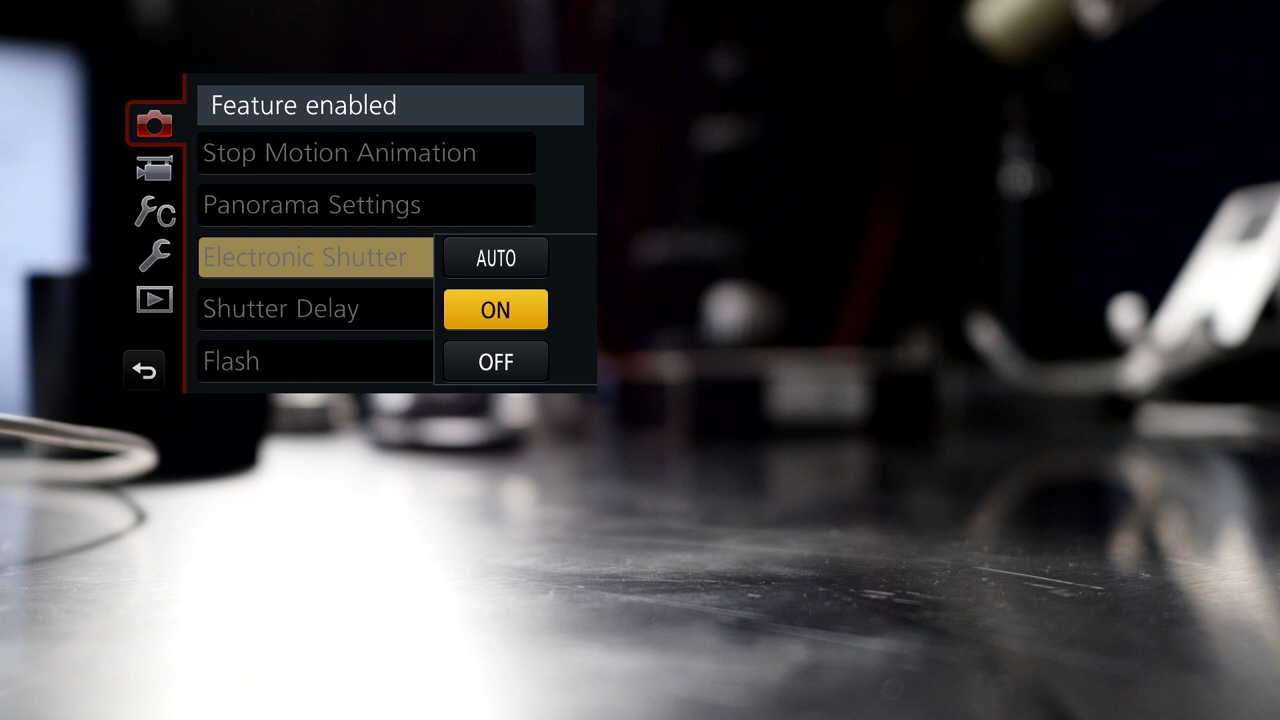 Feature enabled
Stop Motion Animation
Panorama Settings
Electronic Shutter
AUTO
Shutter Delay
ON
Flash
OFF